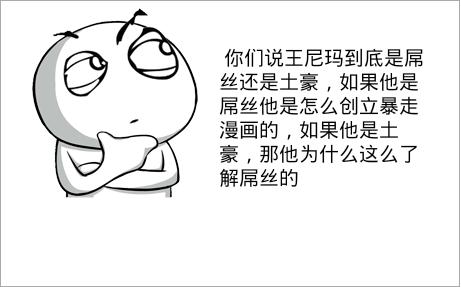 你们说王尼玛到底是屌
丝还是土豪，如果他是
屌丝他是怎么创立暴走
漫画的，如果他是土
豪，那他为什么这么了
解屌丝的